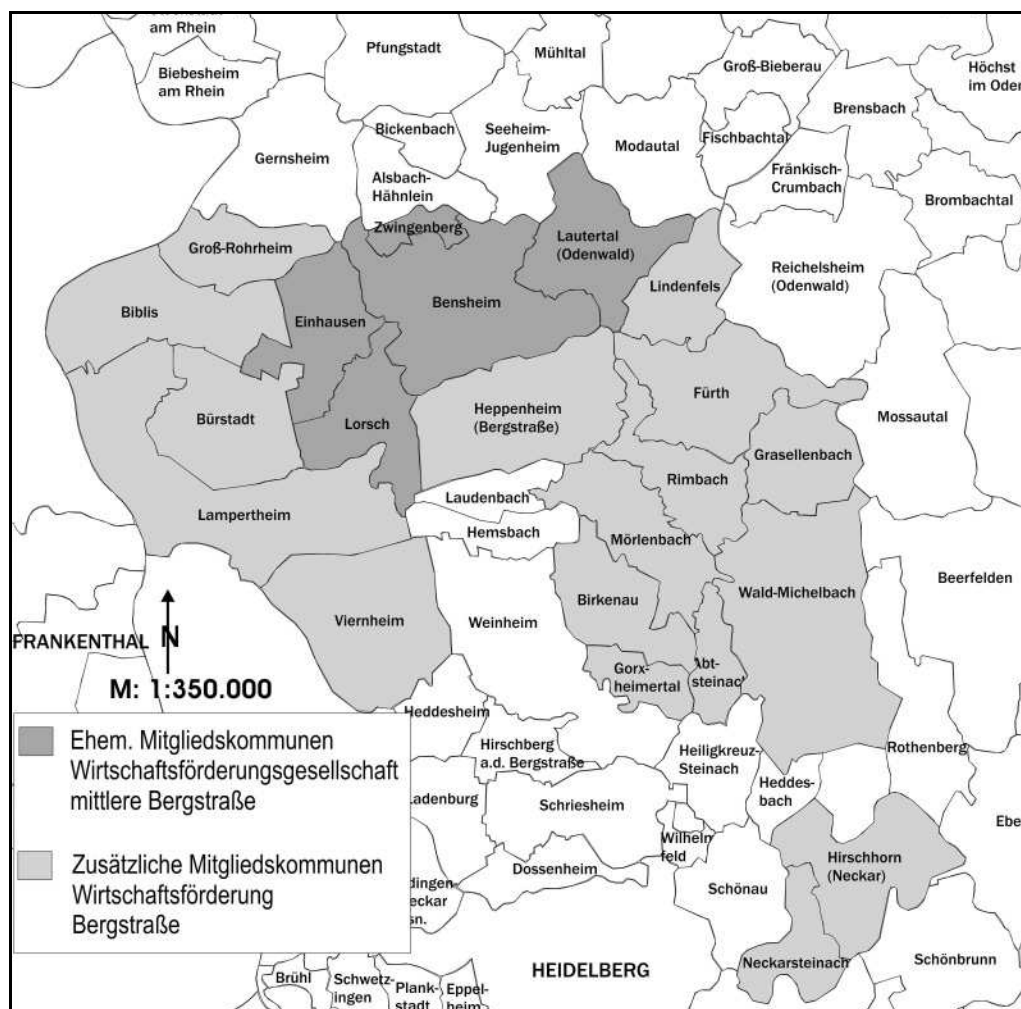 am Rhein
Biebesheim
am Rhein
Pfungstadt
Mühltal
Groß-Bieberau
Höchst
im Oden
Brensbach
Bickenbach
Seeheim-
Jugenheim
Modautal
Fischbachtal
Gernsheim
Alsbach-
Hähnlein
Fränkisch-
Crumbach
Brombachtal
Zwingenberg
Groß-Rohrheim
Lautertal
(Odenwald)
Reichelsheim
(Odenwald)
Lindenfels
Biblis
Einhausen
Bensheim
Bürstadt
Lorsch
Heppenheim
(Bergstraße)
Fürth
Mossautal
Grasellenbach
Rimbach
Laudenbach
Lampertheim
Hemsbach
Mörlenbach
Beerfelden
Birkenau
Wald-Michelbach
Viernheim
Weinheim
FRANKENTHAL
N
Gorx-
heimertal
Abt-
steinach
M: 1:350.000
Heddesheim
Hirschberg
a.d. Bergstraße
Heiligkreuz-
Steinach
Rothenberg
Heddes-
bach
Ladenburg
Schriesheim
Ebe
Wilhelm
feld
Hirschhorn
(Neckar)
Dossenheim
Schönau
dingen-
eckar
sn.
Neckarsteinach
Schönbrunn
HEIDELBERG
Brühl
Schwetz-
ingen
Plank-
stadt
Eppel-
heim
Ehem. Mitgliedskommunen
Wirtschaftsförderungsgesellschaft
mittlere Bergstraße
Zusätzliche Mitgliedskommunen
Wirtschaftsförderung
Bergstraße